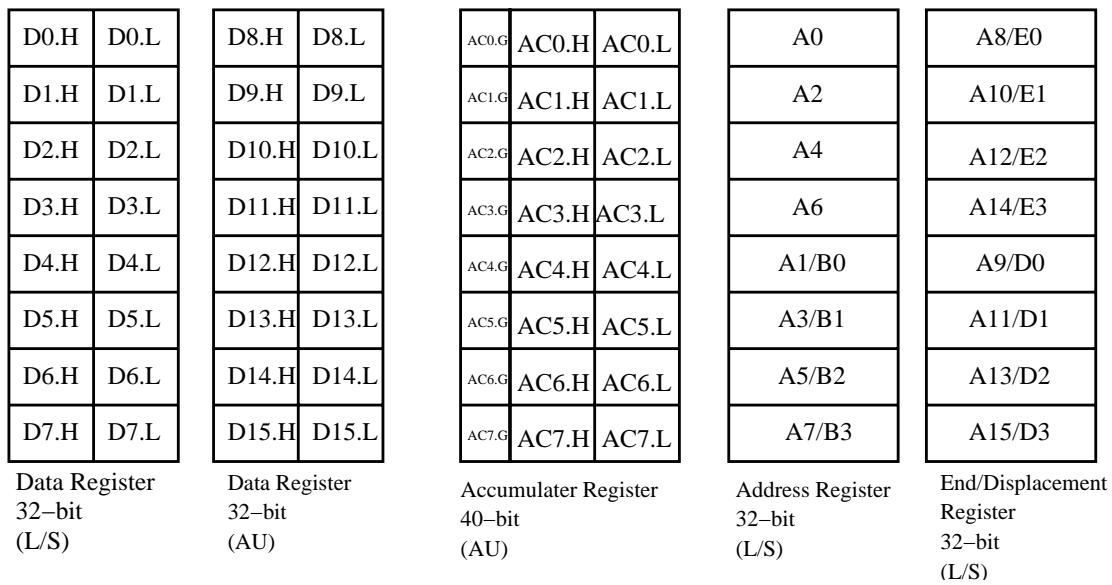 D0.H D0.L D8.H D8.L AC0.G AC0.H AC0.L A0 A8/E0
D1.H D1.L D9.H D9.L AC1.G AC1.H AC1.L A2 A10/E1
D2.H D2.L D10.H D10.L AC2.G AC2.H AC2.L A4 A12/E2
D3.H D3.L D11.H D11.L AC3.G AC3.H AC3.L A6 A14/E3
D4.H D4.L D12.H D12.L AC4.G AC4.H AC4.L A1/B0 A9/D0
D5.H D5.L D13.H D13.L AC5.G AC5.H AC5.L A3/B1 A11/D1
D6.H D6.L D14.H D14.L AC6.G AC6.H AC6.L A5/B2 A13/D2
D7.H D7.L D15.H D15.L AC7.G AC7.H AC7.L A7/B3 A15/D3
Data Register
32−bit
(L/S)
Data Register
32−bit
(AU)
Accumulater Register
40−bit
(AU)
Address Register
32−bit
(L/S)
End/Displacement
Register
32−bit
(L/S)